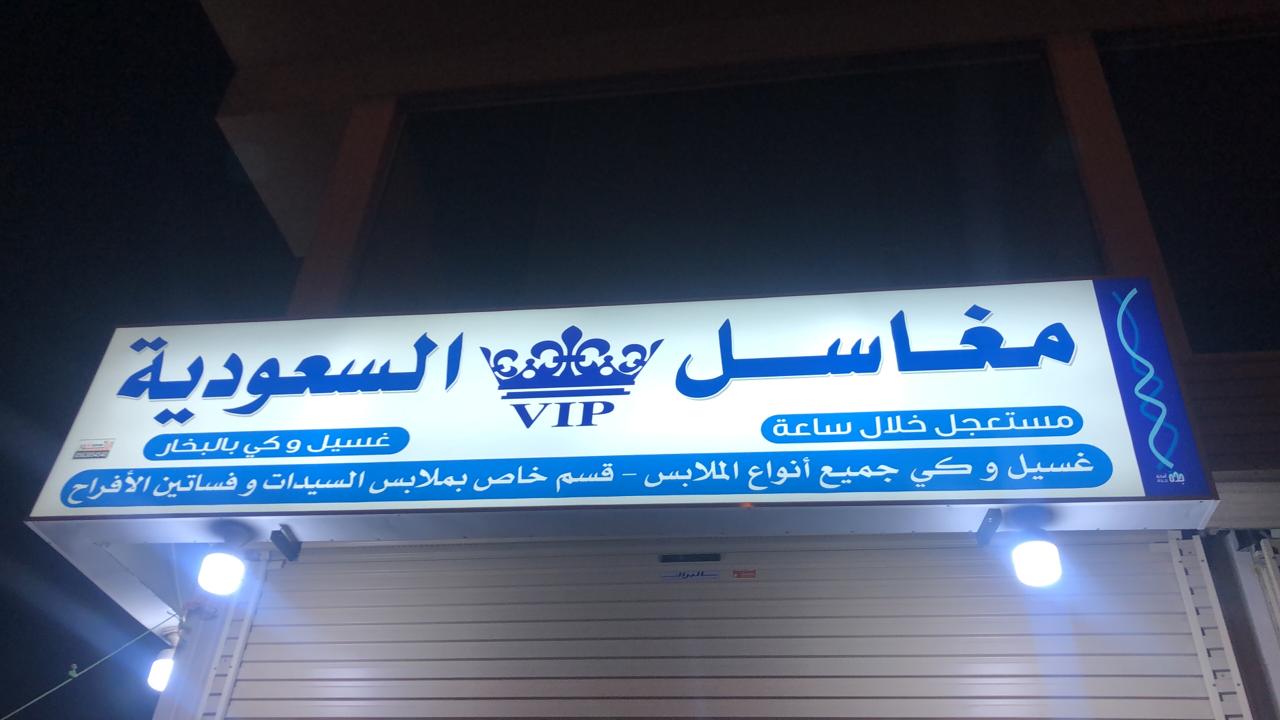 مغاسل السعودية
VIP
مستعجل خلال ساعة
غسيل و كي بالبخار
غسيل و كي جميع أنواع الملابس - قسم خاص بملابس السيدات و فساتين الأفراح